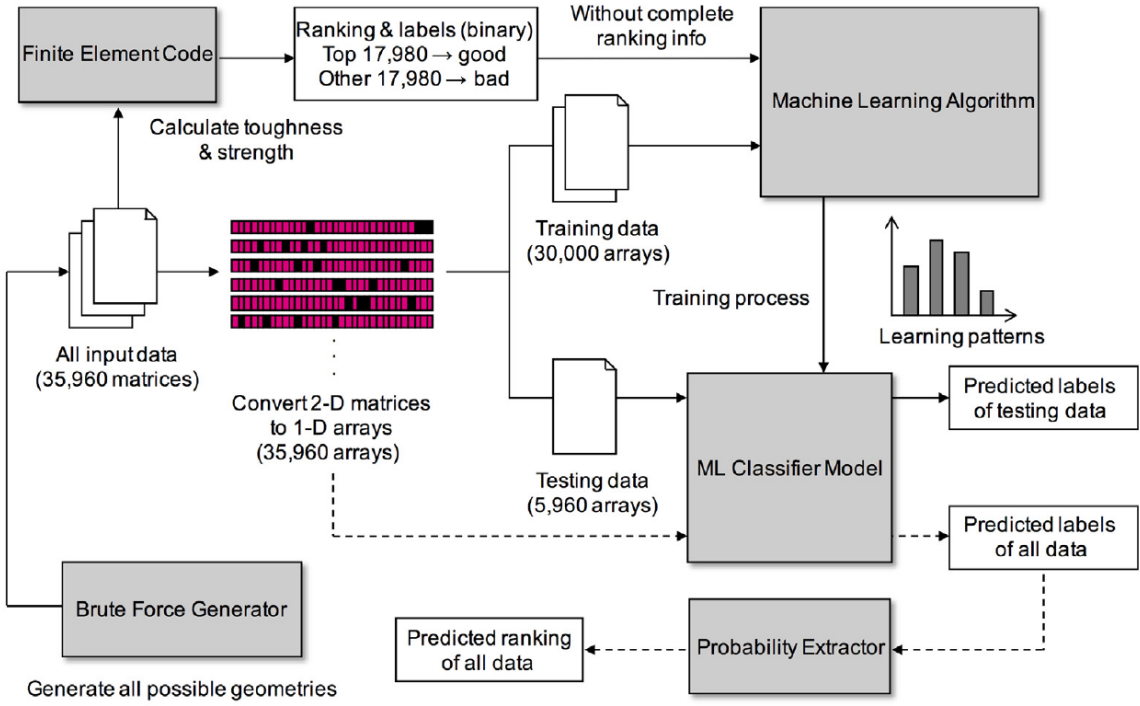 Finite Element Code
Ranking & labels (binary)
Top 17,980 → good
Other 17,980 → bad
Without complete
ranking info
Machine Learning Algorithm
Calculate toughness
& strength
Training data
(30,000 arrays)
Training process
Learning patterns
All input data
(35,960 matrices)
Convert 2-D matrices
to 1-D arrays
(35,960 arrays)
Testing data
(5,960 arrays)
ML Classifier Model
Predicted labels
of testing data
Predicted labels
of all data
Brute Force Generator
Generate all possible geometries
Predicted ranking
of all data
Probability Extractor